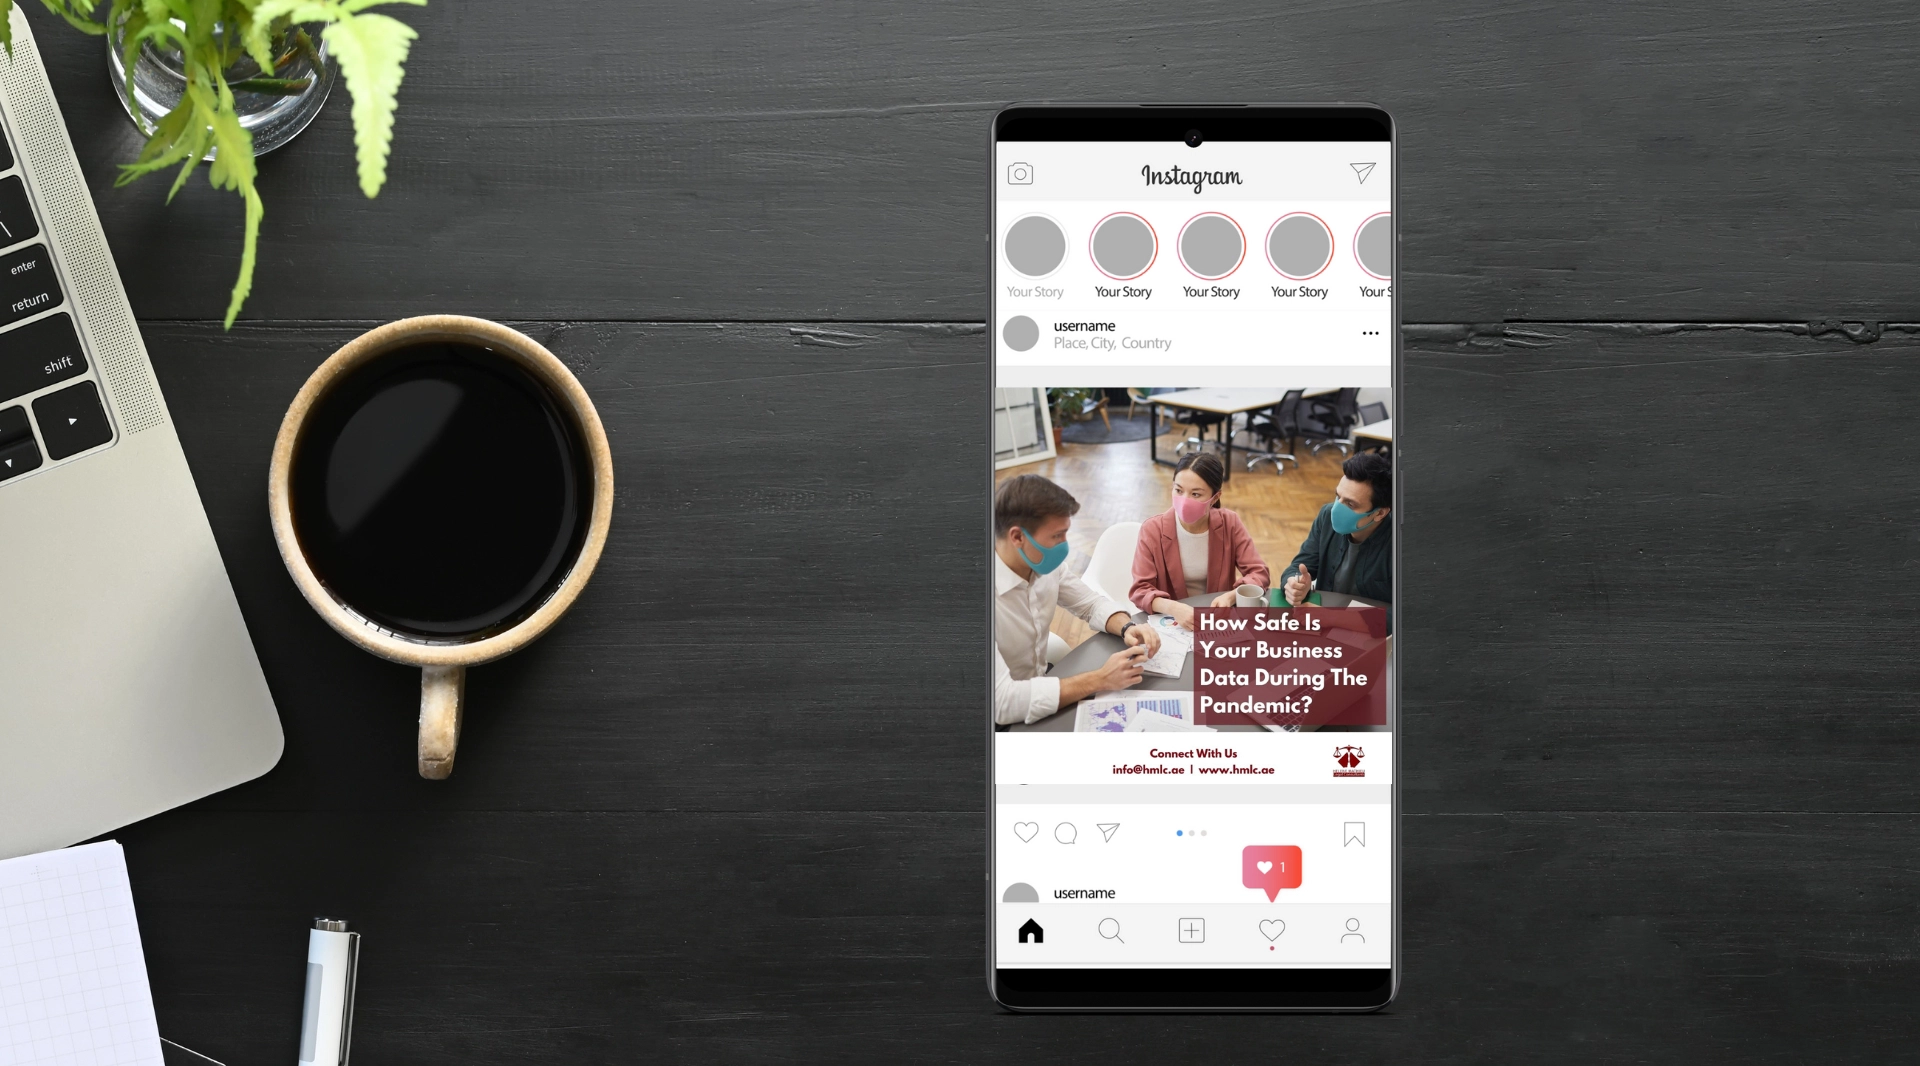 enter
return
shift
Instagram
Your Story
Your Story
Your Story
Your Story
Your S
username
Place, City, Country
How Safe Is
Your Business
Data During The
Pandemic?
Connect With Us
info@hmlc.ae | www.hmlc.ae
1
username